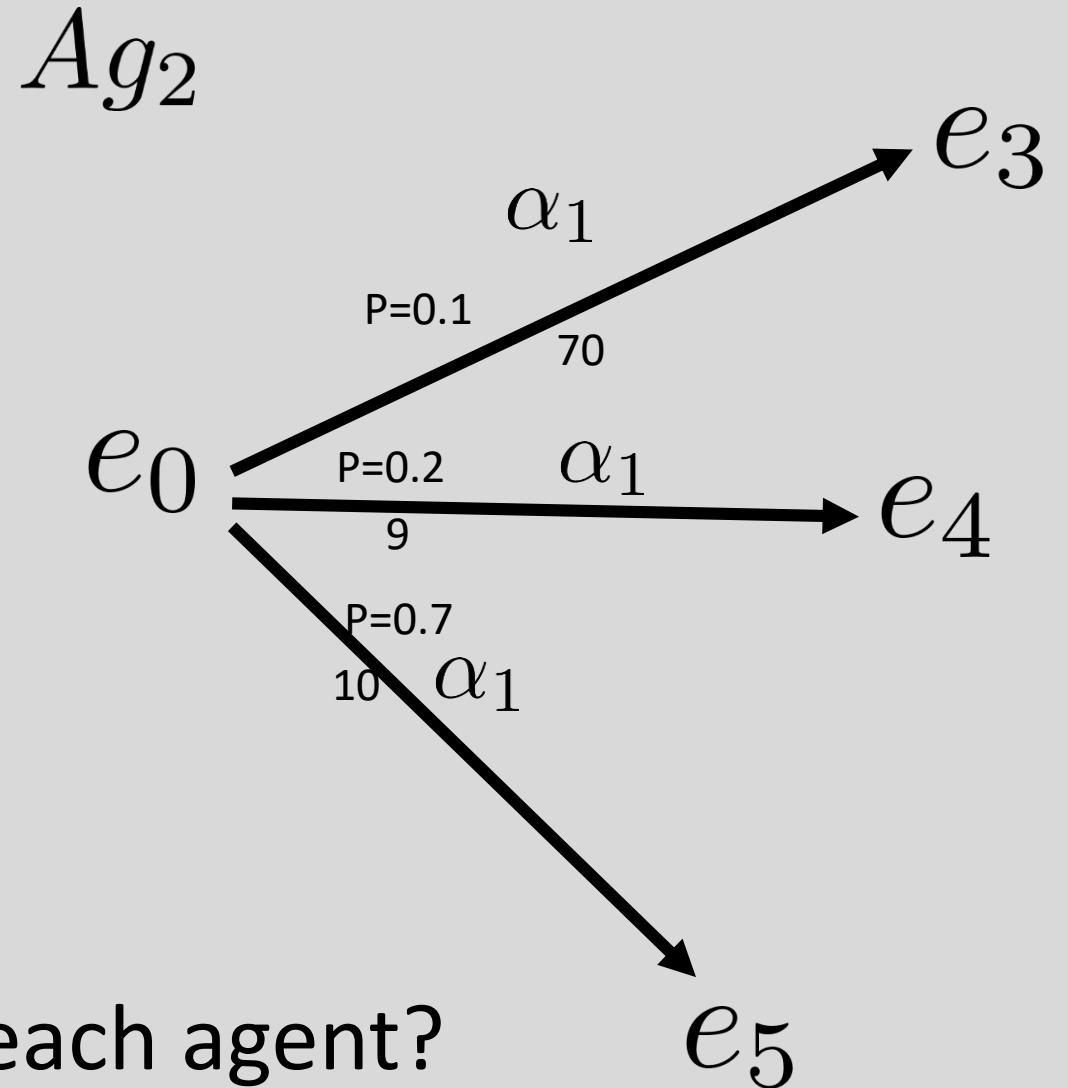 Ag₂
e₃
α₁
P=0.1
70
e₀
P=0.2
α₁
e₄
9
P=0.7
10
α₁
each agent?
e₅